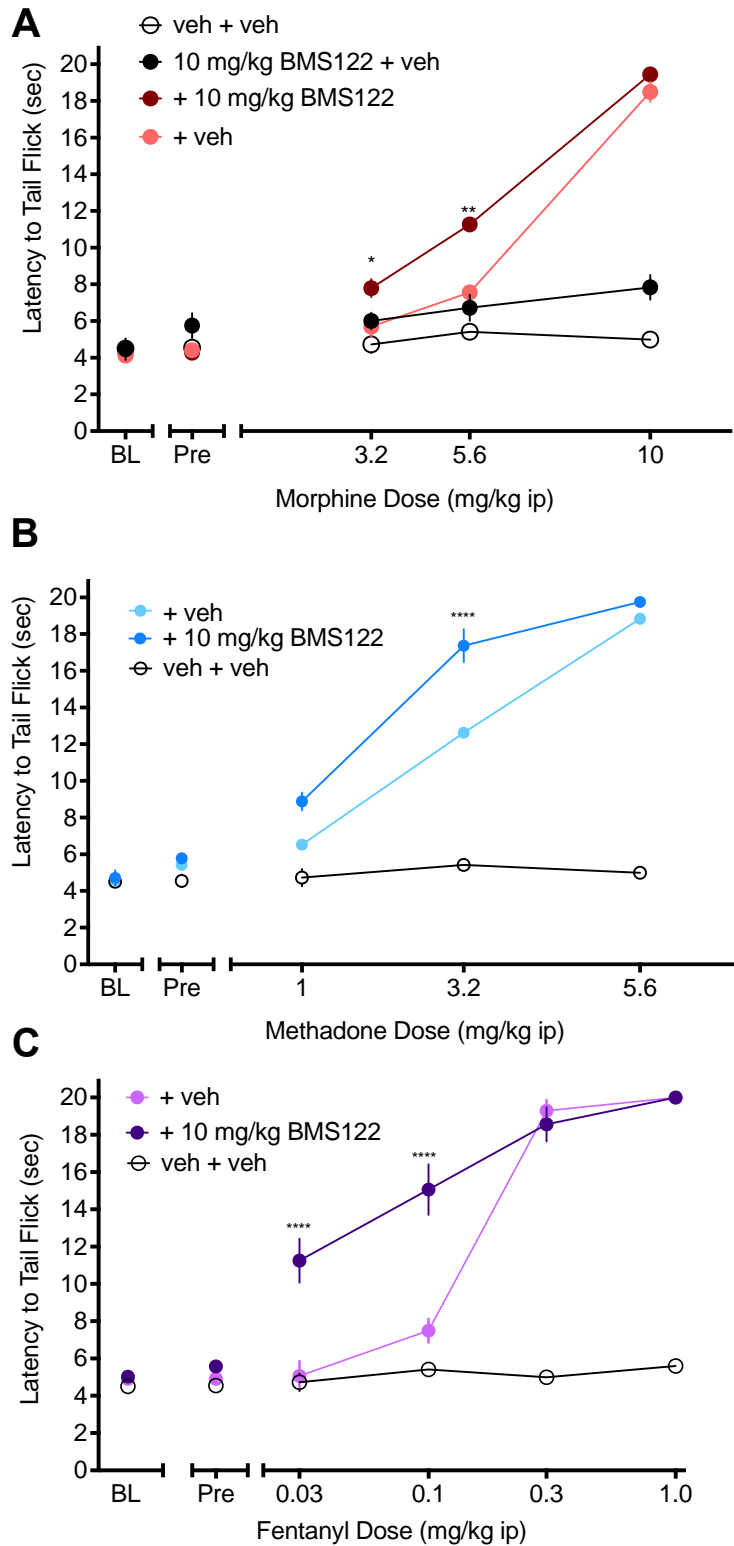 A
veh + veh
10 mg/kg BMS122 + veh
+ 10 mg/kg BMS122
+ veh
Latency to Tail Flick (sec)
20
18
16
14
12
10
8
6
4
2
0
*
**
BL Pre 3.2 5.6 10
Morphine Dose (mg/kg ip)
B
+ veh
+ 10 mg/kg BMS122
veh + veh
Latency to Tail Flick (sec)
20
18
16
14
12
10
8
6
4
2
0
****
BL Pre 1 3.2 5.6
Methadone Dose (mg/kg ip)
C
+ veh
+ 10 mg/kg BMS122
veh + veh
Latency to Tail Flick (sec)
20
18
16
14
12
10
8
6
4
2
0
****
****
BL Pre 0.03 0.1 0.3 1.0
Fentanyl Dose (mg/kg ip)